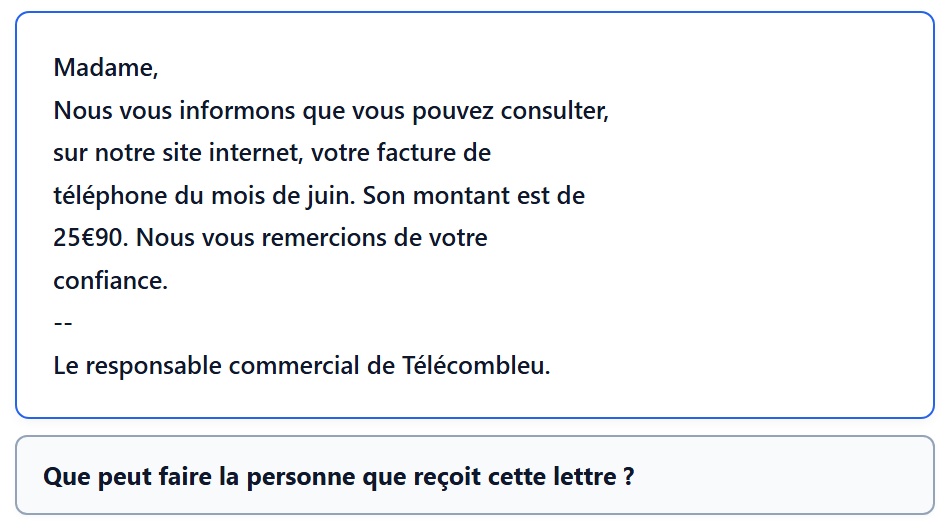 Madame,
Nous vous informons que vous pouvez consulter,
sur notre site internet, votre facture de
téléphone du mois de juin. Son montant est de
25€90. Nous vous remercions de votre
confiance.
--
Le responsable commercial de Télécombleu.
Que peut faire la personne que reçoit cette lettre ?